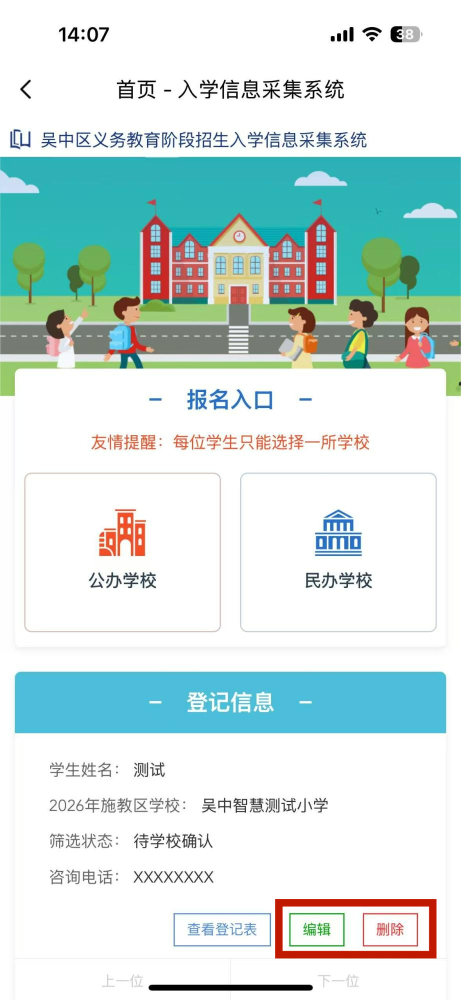 14:07
38
首页 - 入学信息采集系统
吴中区义务教育阶段招生入学信息采集系统
– 报名入口 –
友情提醒：每位学生只能选择一所学校
公办学校 民办学校
– 登记信息 –
学生姓名： 测试
2026年施教区学校： 吴中智慧测试小学
筛选状态： 待学校确认
咨询电话： XXXXXXXX
查看登记表 编辑 删除
上一位 下一位